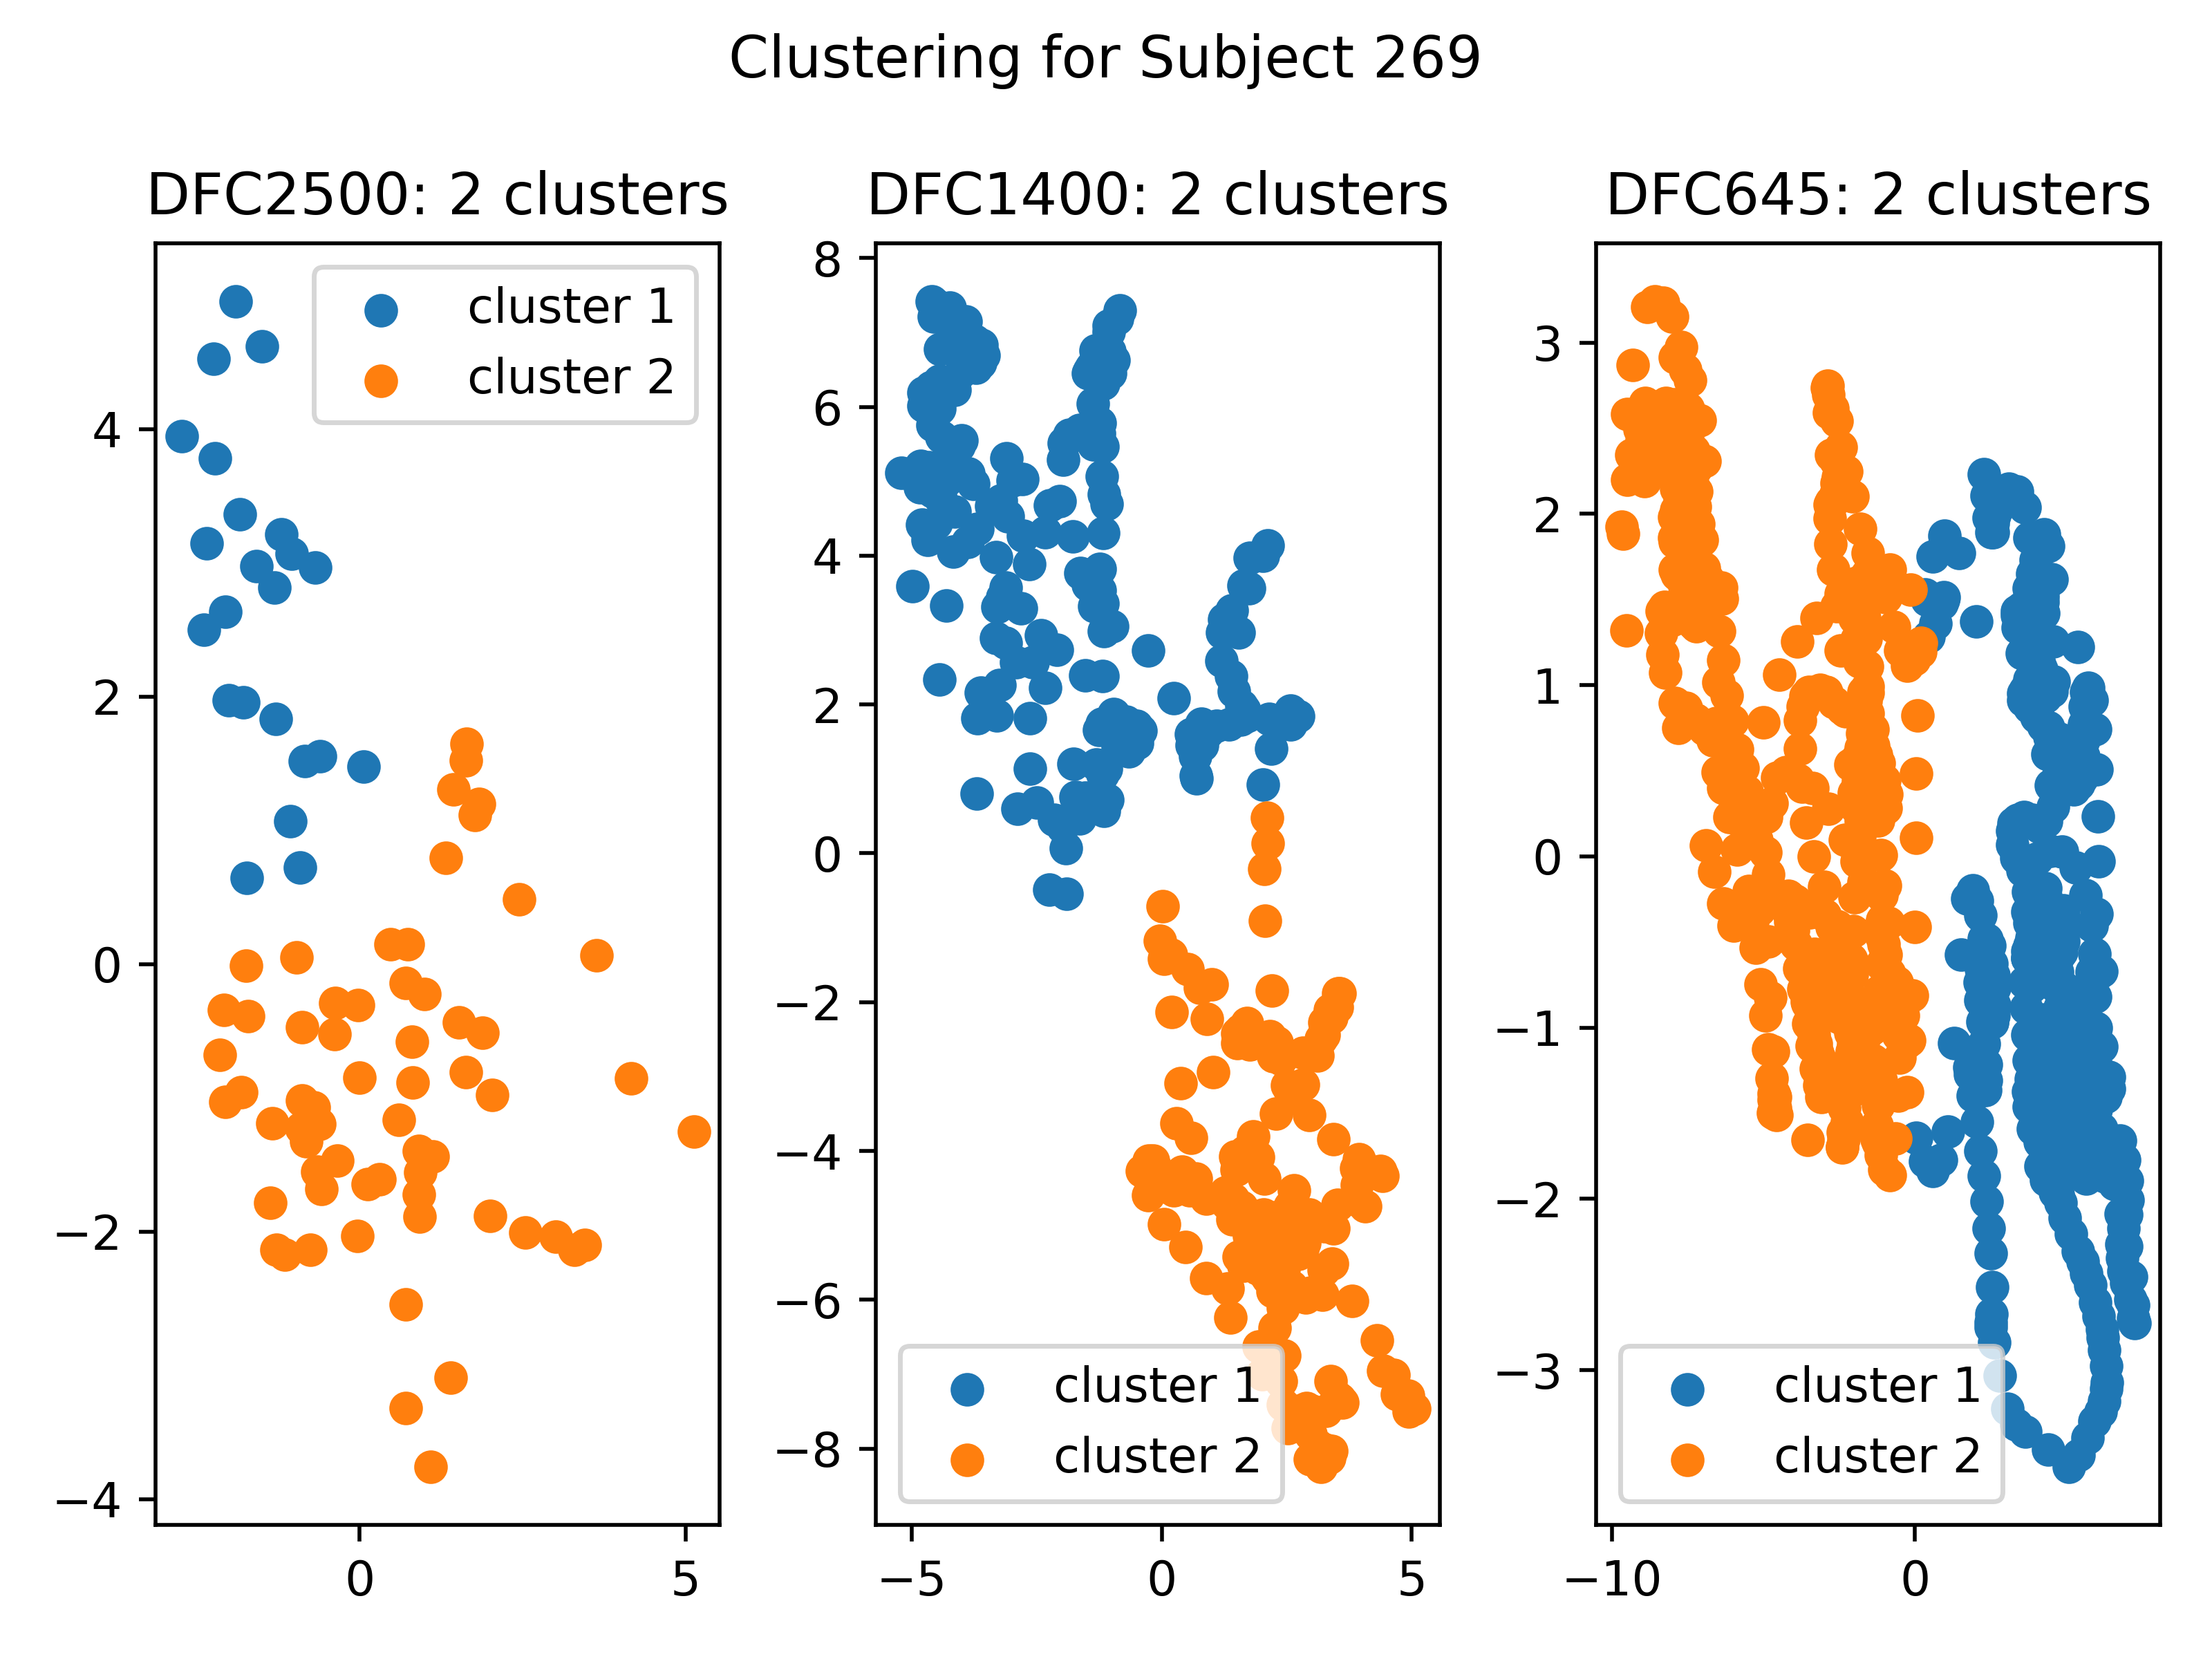 Clustering for Subject 269
DFC2500: 2 clusters
cluster 1
cluster 2
4
2
0
−2
−4
0
5
DFC1400: 2 clusters
8
6
4
2
0
−2
−4
−6
−8
cluster 1
cluster 2
−5
0
5
DFC645: 2 clusters
3
2
1
0
−1
−2
−3
cluster 1
cluster 2
−10
0